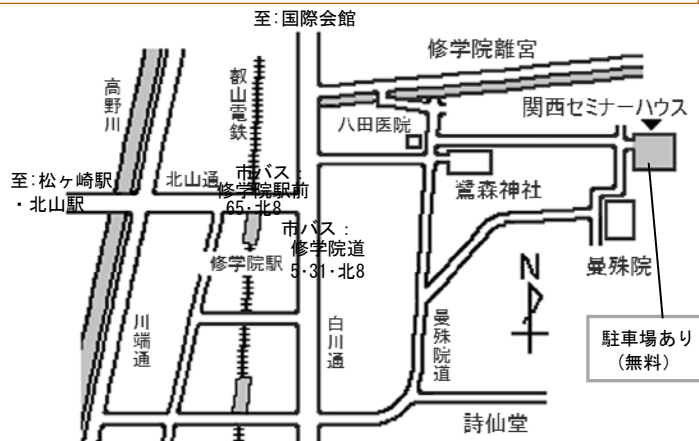 至:国際会館
修学院離宮
高野川
叡山電鉄
八田医院
関西セミナーハウス
至:松ヶ崎駅
・北山駅
北山通
市バス:
修学院駅前
65・北8
鷺森神社
市バス:
修学院道
5・31・北8
修学院駅
曼殊院
N
川端通
白川通
曼殊院道
駐車場あり
(無料)
詩仙堂